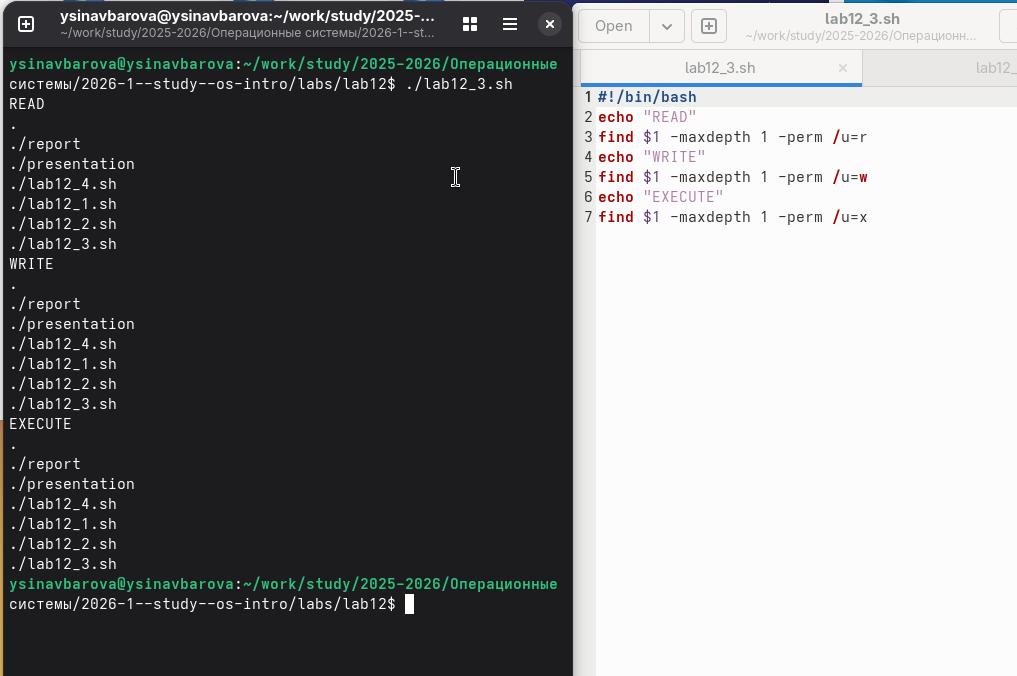 ysinavbarova@ysinavbarova:~/work/study/2025-...
~/work/study/2025-2026/Операционные системы/2026-1--st...
ysinavbarova@ysinavbarova:~/work/study/2025-2026/Операционные
системы/2026-1--study--os-intro/labs/lab12$ ./lab12_3.sh
READ
.
./report
./presentation
./lab12_4.sh
./lab12_1.sh
./lab12_2.sh
./lab12_3.sh
WRITE
.
./report
./presentation
./lab12_4.sh
./lab12_1.sh
./lab12_2.sh
./lab12_3.sh
EXECUTE
.
./report
./presentation
./lab12_4.sh
./lab12_1.sh
./lab12_2.sh
./lab12_3.sh
ysinavbarova@ysinavbarova:~/work/study/2025-2026/Операционные
системы/2026-1--study--os-intro/labs/lab12$
Open
lab12_3.sh
~/work/study/2025-2026/Операционн...
lab12_3.sh
lab12_
1 #!/bin/bash
2 echo "READ"
3 find $1 -maxdepth 1 -perm /u=r
4 echo "WRITE"
5 find $1 -maxdepth 1 -perm /u=w
6 echo "EXECUTE"
7 find $1 -maxdepth 1 -perm /u=x